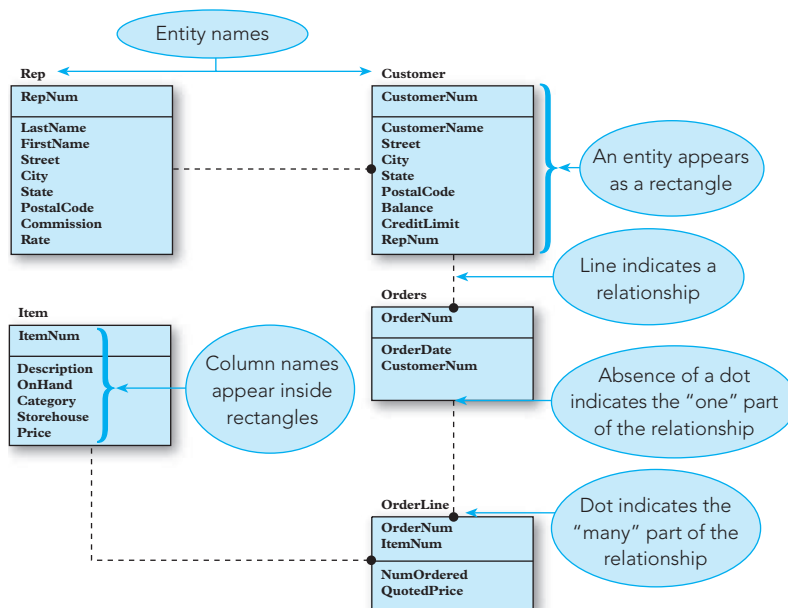 Entity names
Rep
RepNum
LastName
FirstName
Street
City
State
PostalCode
Commission
Rate
Customer
CustomerNum
CustomerName
Street
City
State
PostalCode
Balance
CreditLimit
RepNum
An entity appears
as a rectangle
Line indicates a
relationship
Orders
OrderNum
OrderDate
CustomerNum
Item
ItemNum
Description
OnHand
Category
Storehouse
Price
Column names
appear inside
rectangles
Absence of a dot
indicates the “one” part
of the relationship
OrderLine
OrderNum
ItemNum
NumOrdered
QuotedPrice
Dot indicates the
“many” part of the
relationship